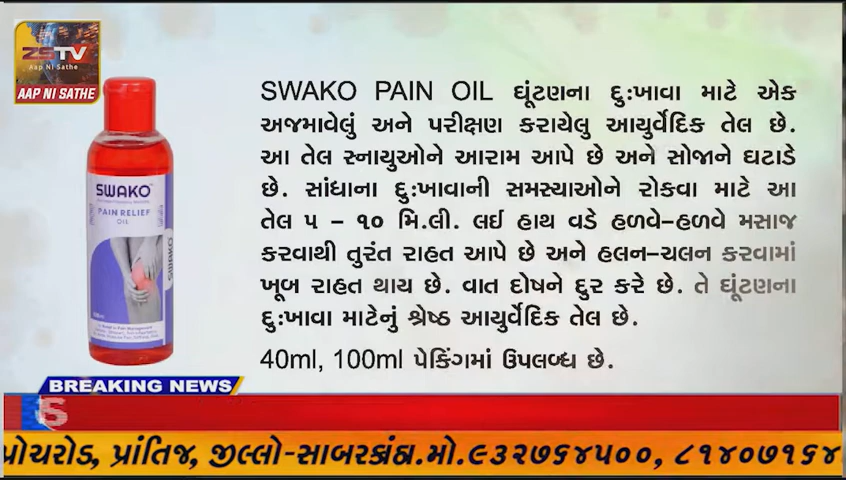 ZSTV
Aap Ni Sathe
AAP NI SATHE
SWAKO PAIN OIL ઘૂંટણના દુઃખાવા માટે એક
અજમાવેલું અને પરીક્ષણ કરાયેલુ આયુર્વેદિક તેલ છે.
આ તેલ સ્નાયુઓને આરામ આપે છે અને સોજાને ઘટાડે
છે. સાંધાના દુઃખાવાની સમસ્યાઓને રોકવા માટે આ
તેલ ૫ – ૧૦ મિ.લી. લઈ હાથ વડે હળવે–હળવે મસાજ
કરવાથી તુરંત રાહત આપે છે અને હલન–ચલન કરવામાં
ખૂબ રાહત થાય છે. વાત દોષને દુર કરે છે. તે ઘૂંટણના
દુઃખાવા માટેનું શ્રેષ્ઠ આયુર્વેદિક તેલ છે.
40ml, 100ml પેકિંગમાં ઉપલબ્ધ છે.
SWAKO
PAIN RELIEF
OIL
SWAKO
BREAKING NEWS
પ્રાંતિજ, જીલ્લો-સાબરકાંઠા.મો.૯૩૨૭૬૪૫૦૦, ૮૧૪૦૭૧૬૪